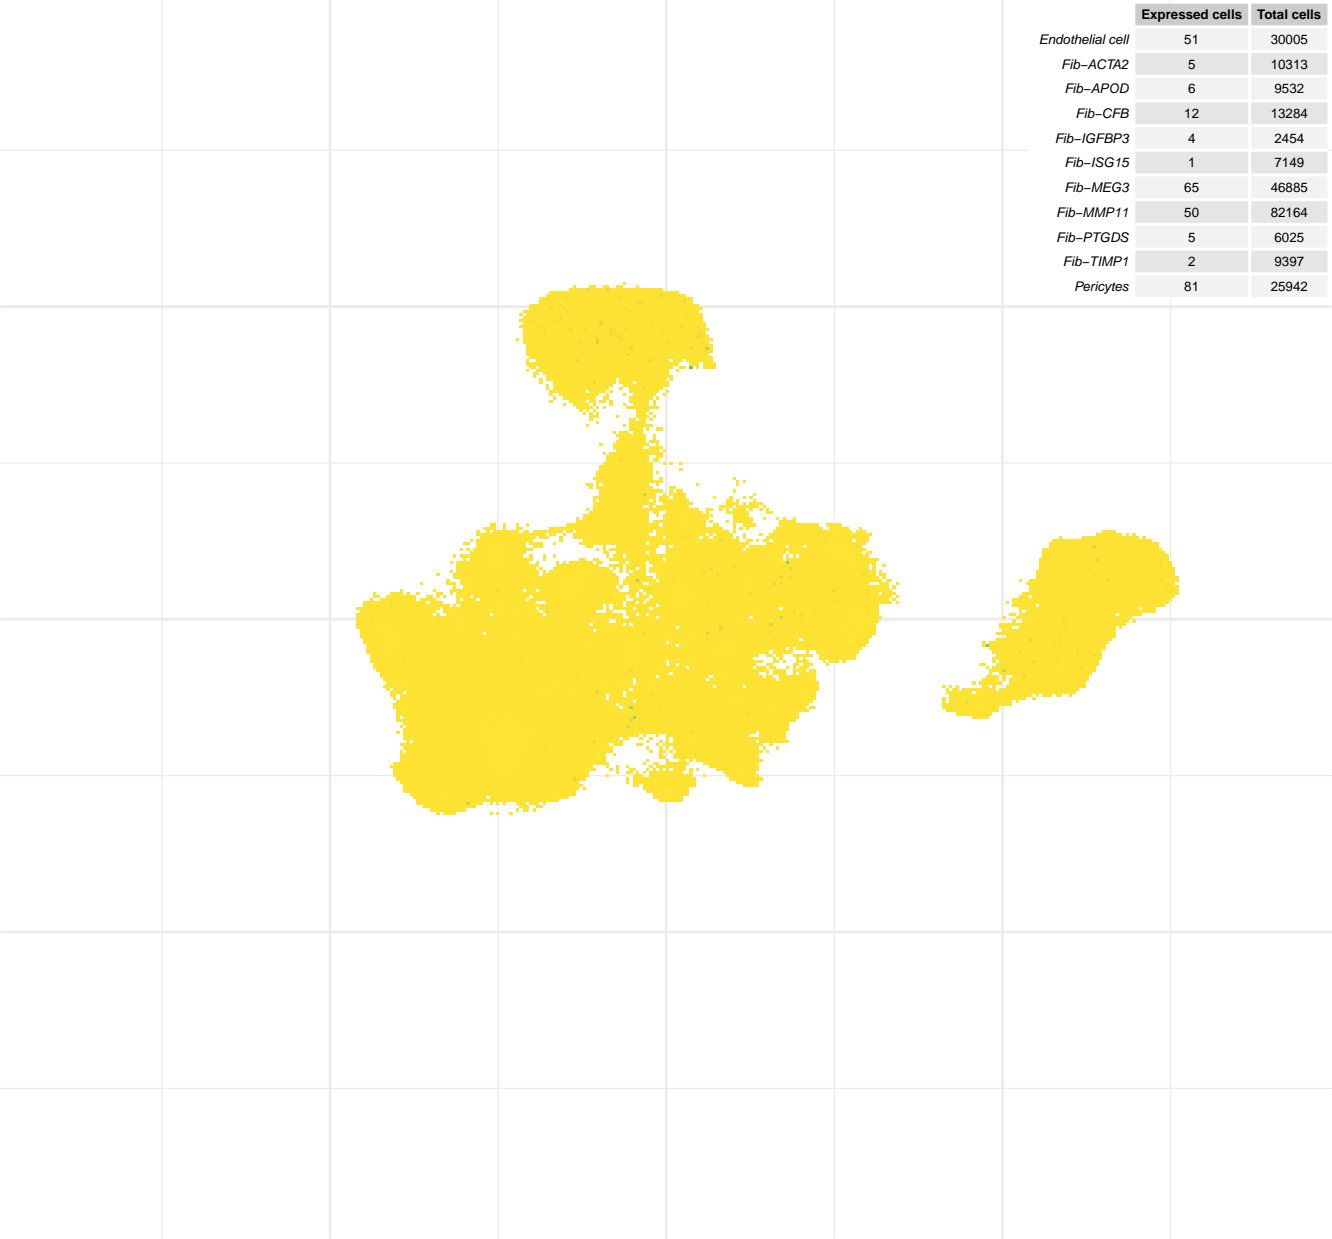 Expressed cells Total cells
Endothelial cell 51 30005
Fib−ACTA2 5 10313
Fib−APOD 6 9532
Fib−CFB 12 13284
Fib−IGFBP3 4 2454
Fib−ISG15 1 7149
Fib−MEG3 65 46885
Fib−MMP11 50 82164
Fib−PTGDS 5 6025
Fib−TIMP1 2 9397
Pericytes 81 25942